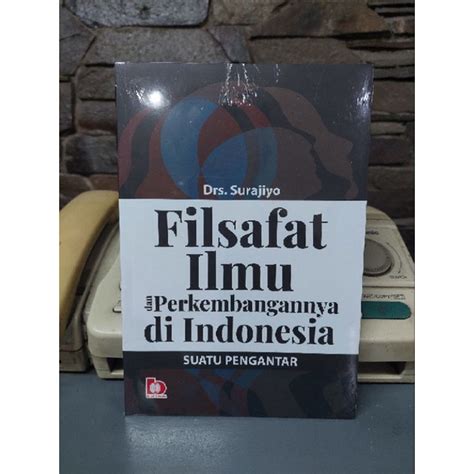 Drs. Surajiyo
Filsafat
Ilmu
dan Perkembangannya
di Indonesia
SUATU PENGANTAR